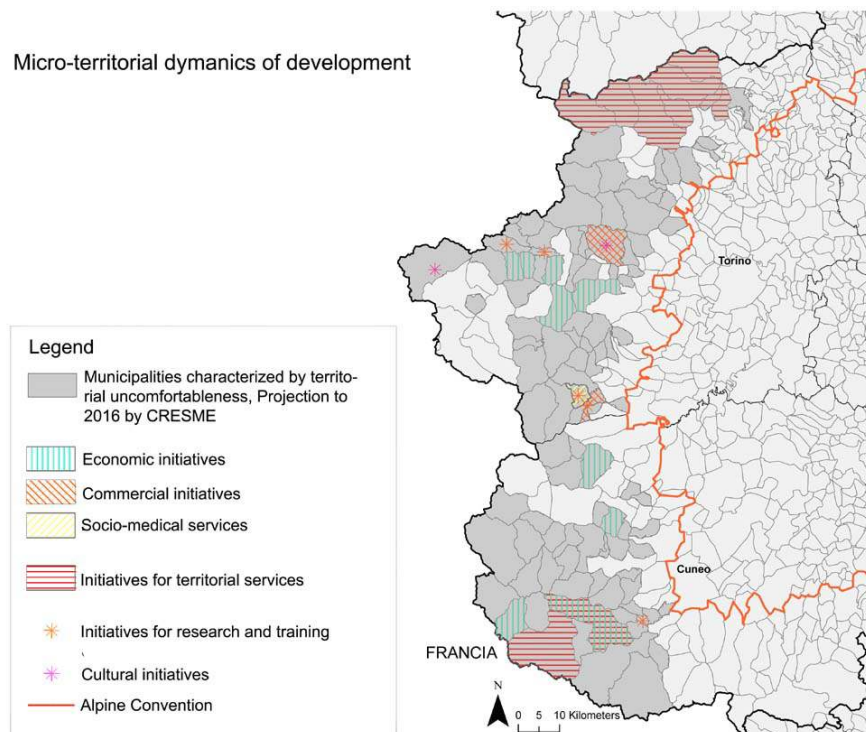 Micro-territorial dymanics of development
Torino
Legend
Municipalities characterized by territo-
rial uncomfortableness, Projection to
2016 by CRESME
Economic initiatives
Commercial initiatives
Socio-medical services
Initiatives for territorial services
Initiatives for research and training
Cultural initiatives
Alpine Convention
Cuneo
FRANCIA
N
0 5 10 Kilometers